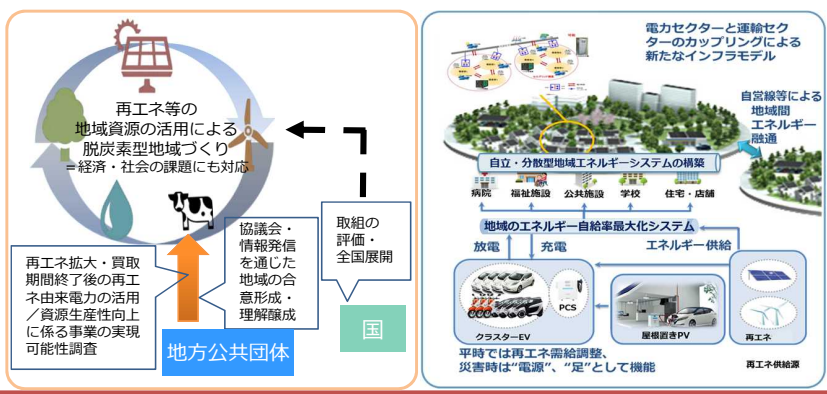 再エネ等の
地域資源の活用による
脱炭素型地域づくり
＝経済・社会の課題にも対応
再エネ拡大・買取
期間終了後の再エ
ネ由来電力の活用
／資源生産性向上
に係る事業の実現
可能性調査
協議会・
情報発信
を通じた
地域の合
意形成・
理解醸成
取組の
評価・
全国展開
地方公共団体
国
電力セクターと運輸セク
ターのカップリングによる
新たなインフラモデル
自営線等による
地域間
エネルギー
融通
自立・分散型地域エネルギーシステムの構築
病院 福祉施設 公共施設 学校 住宅・店舗
地域のエネルギー自給率最大化システム
放電 充電 エネルギー供給
PCS
クラスターEV 屋根置きPV 再エネ
平時では再エネ需給調整、
災害時は“電源”、“足”として機能
再エネ供給源